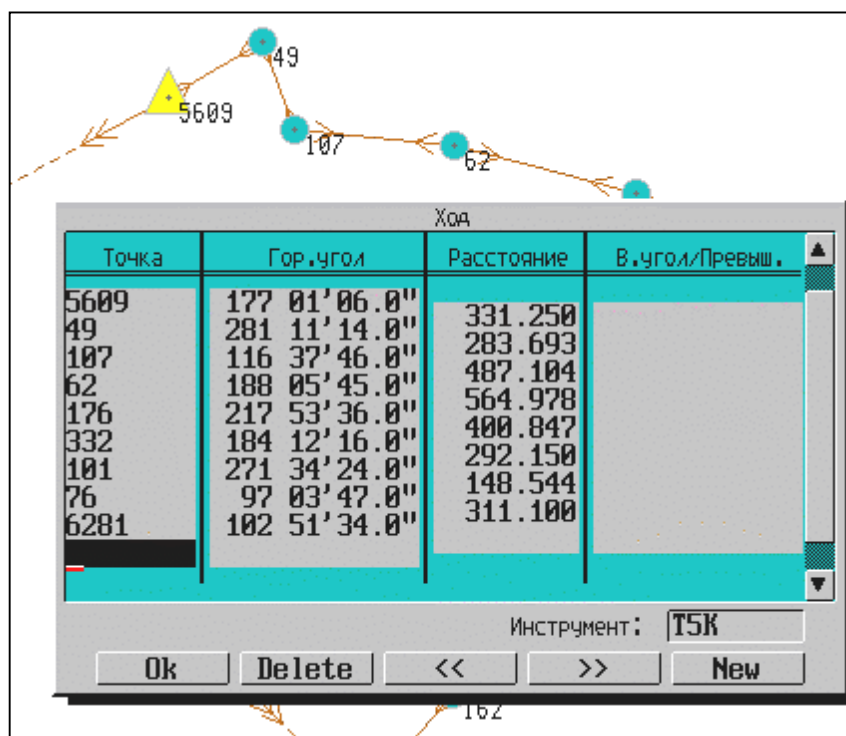 49
5609
107
62
Ход
Точка Гор.угол Расстояние В.угол/Превыш.
5609 177 01'06.0" 331.250
49 281 11'14.0" 283.693
107 116 37'46.0" 487.104
62 188 05'45.0" 564.978
176 217 53'36.0" 400.847
332 184 12'16.0" 292.150
101 271 34'24.0" 148.544
76 97 03'47.0" 311.100
6281 102 51'34.0"
Инструмент: T5K
Ok Delete << >> New
162